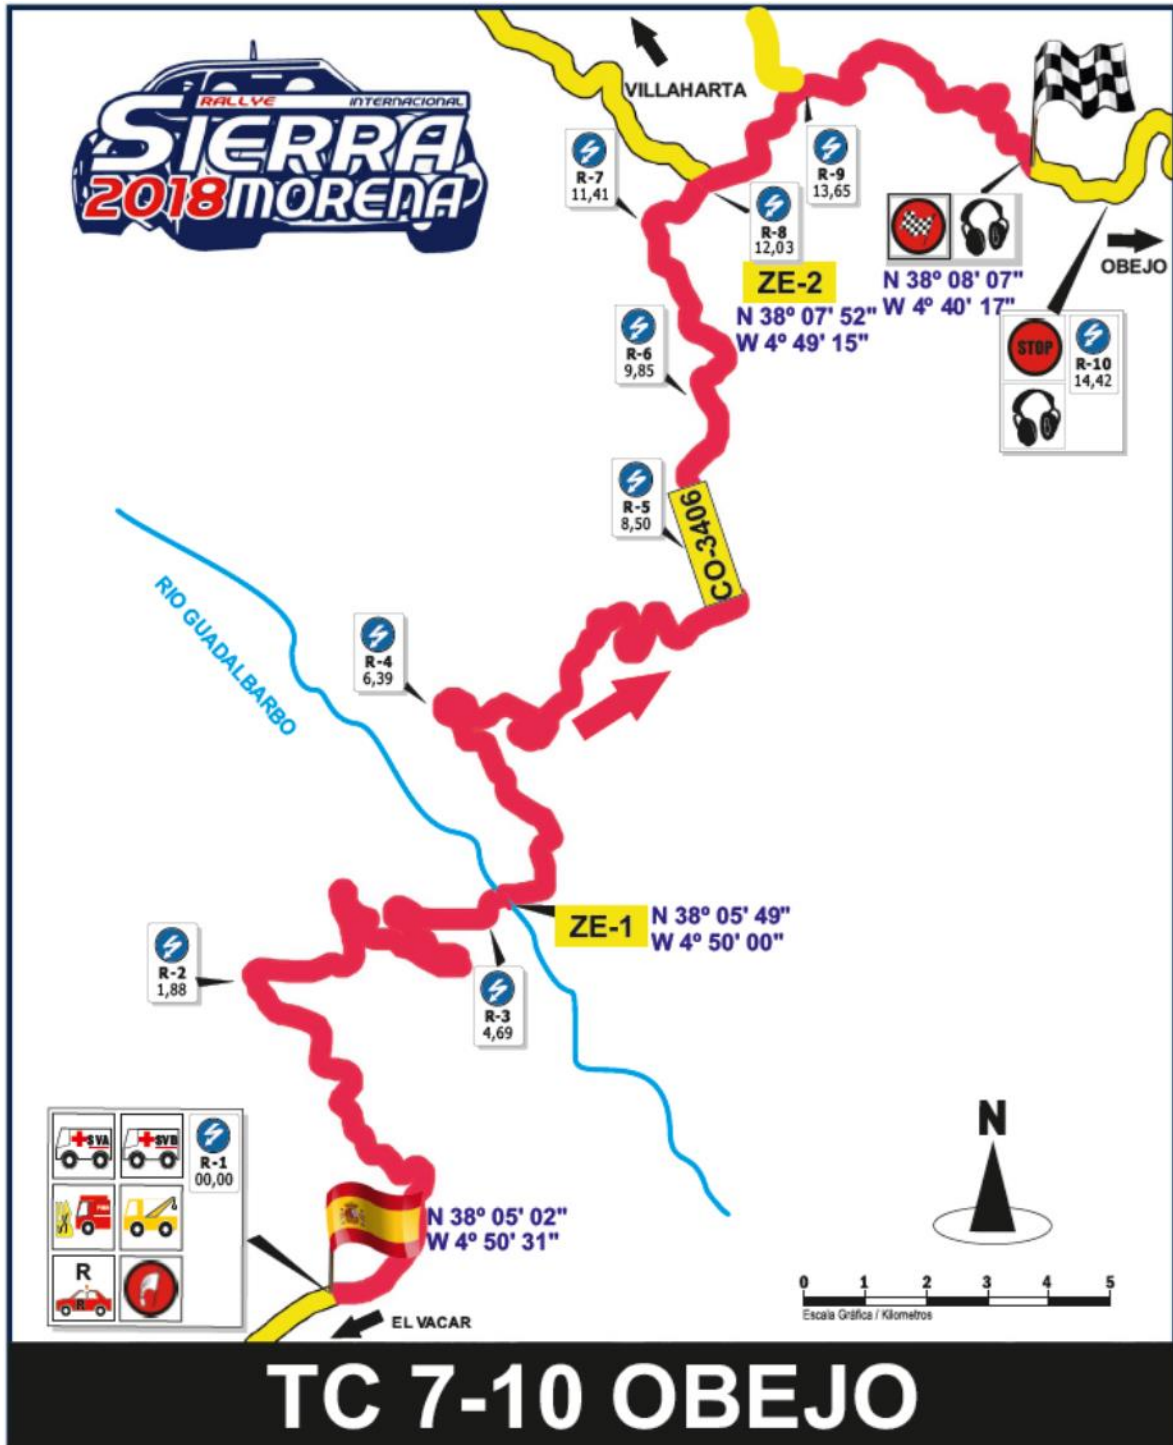 RALLYE INTERNACIONAL
SIERRA
2018 MORENA
VILLAHARTA
R-7
11,41
R-9
13,65
R-8
12,03
ZE-2
N 38º 07' 52"
W 4º 49' 15"
N 38º 08' 07"
W 4º 40' 17"
OBEJO
STOP
R-10
14,42
R-6
9,85
R-5
8,50
CO-3406
RIO GUADALBARBO
R-4
6,39
ZE-1
N 38º 05' 49"
W 4º 50' 00"
R-2
1,88
R-3
4,69
SVA
SVB
R-1
00,00
R
R
N 38º 05' 02"
W 4º 50' 31"
EL VACAR
N
0 1 2 3 4 5
Escala Gráfica / Kilometros
TC 7-10 OBEJO